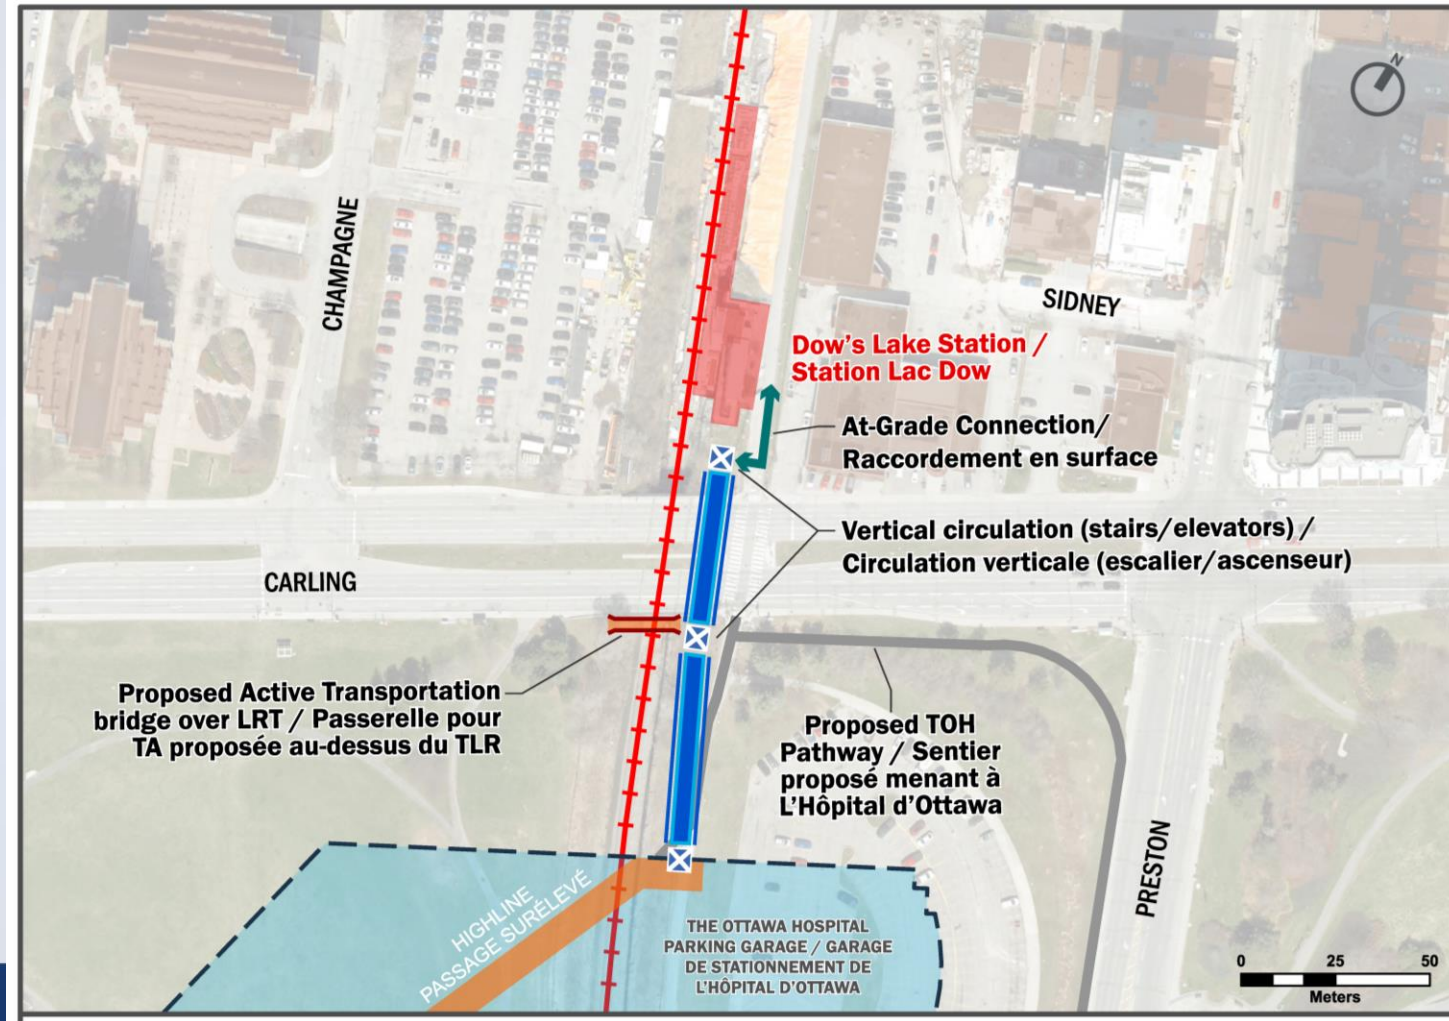 N
CHAMPAGNE
SIDNEY
Dow's Lake Station /
Station Lac Dow
At-Grade Connection/
Raccordement en surface
Vertical circulation (stairs/elevators) /
Circulation verticale (escalier/ascenseur)
CARLING
Proposed Active Transportation
bridge over LRT / Passerelle pour
TA proposée au-dessus du TLR
Proposed TOH
Pathway / Sentier
proposé menant à
L'Hôpital d'Ottawa
PRESTON
HIGHLINE
PASSAGE SURÉLEVÉ
THE OTTAWA HOSPITAL
PARKING GARAGE / GARAGE
DE STATIONNEMENT DE
L'HÔPITAL D'OTTAWA
0 25 50
Meters